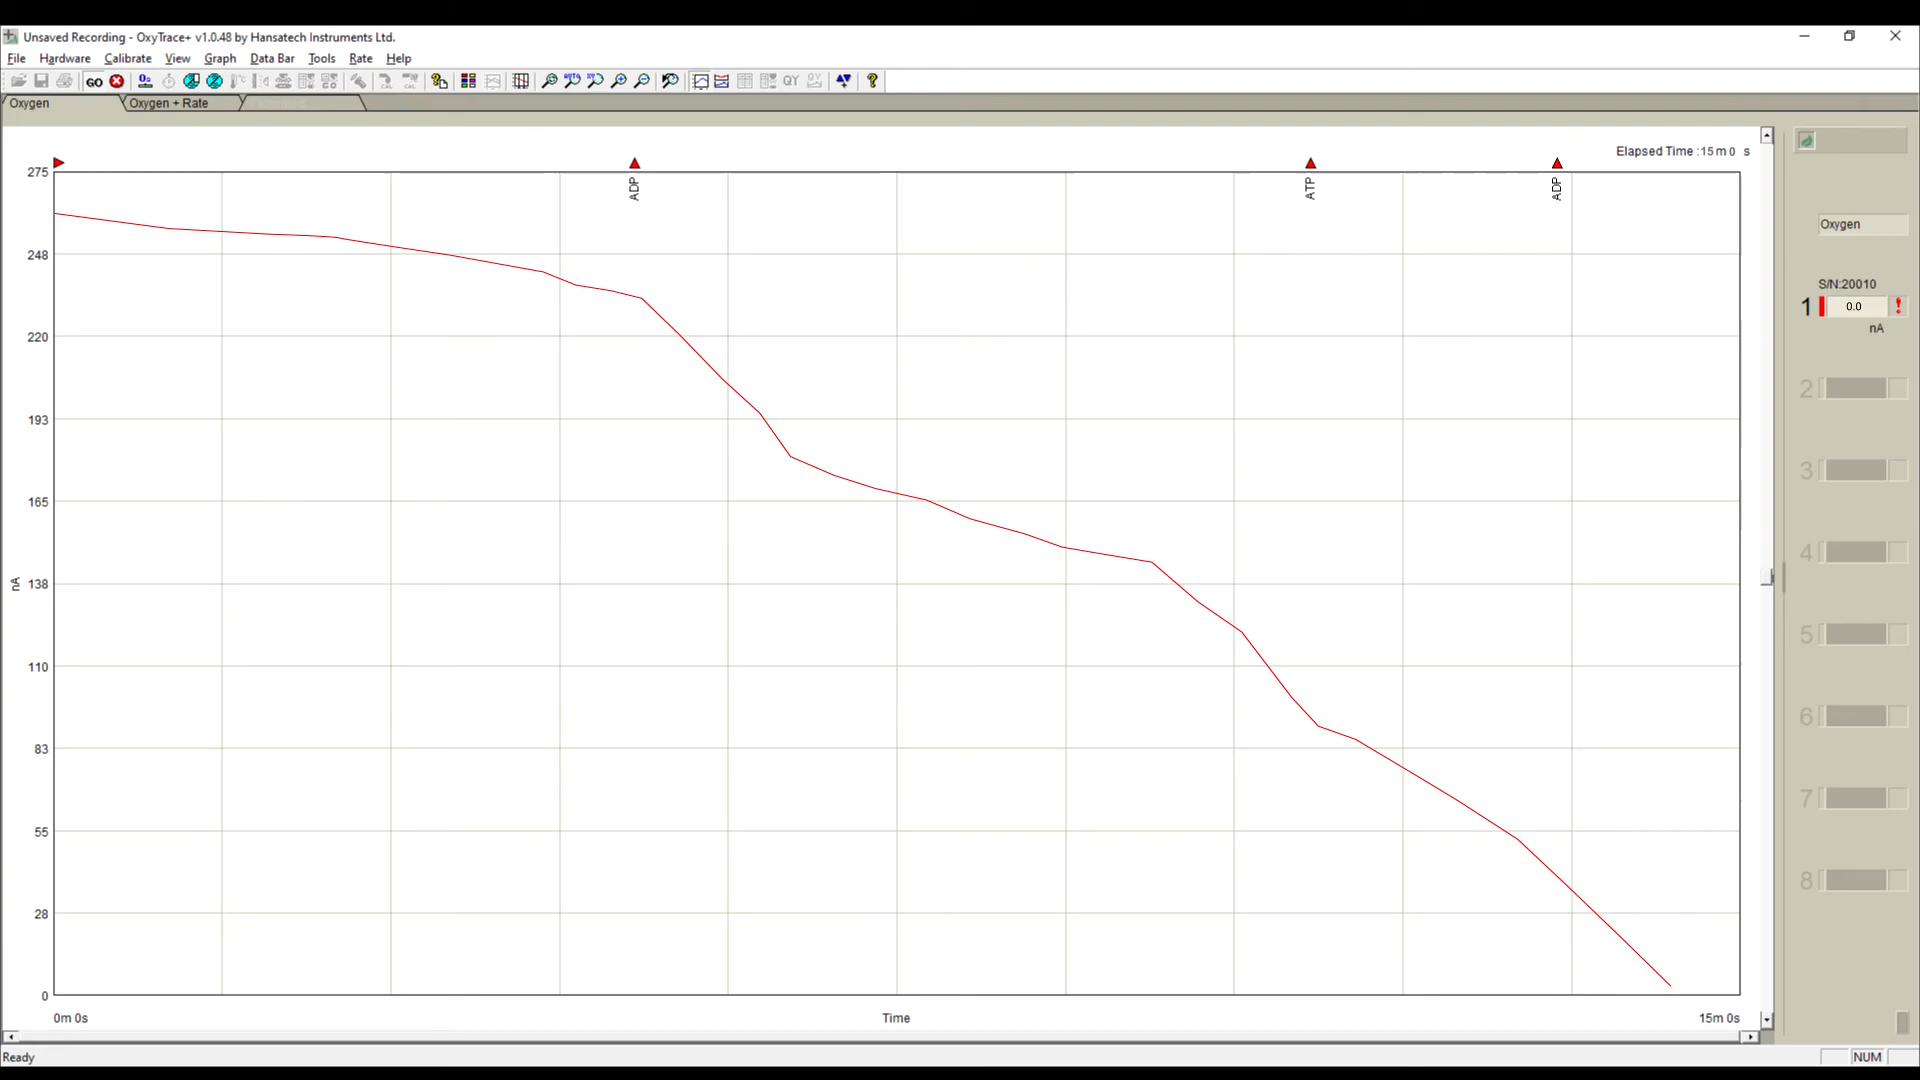 Unsaved Recording - OxyTrace+ v1.0.48 by Hansatech Instruments Ltd.
File Hardware Calibrate View Graph Data Bar Tools Rate Help
GO
Oxygen Oxygen + Rate
Elapsed Time : 15 m 0 s
ADP ATP ADP
275
248
220
193
165
138
110
83
55
28
0
nA
0m 0s Time 15m 0s
Oxygen
S/N:20010
1 0.0
nA
2
3
4
5
6
7
8
Ready NUM